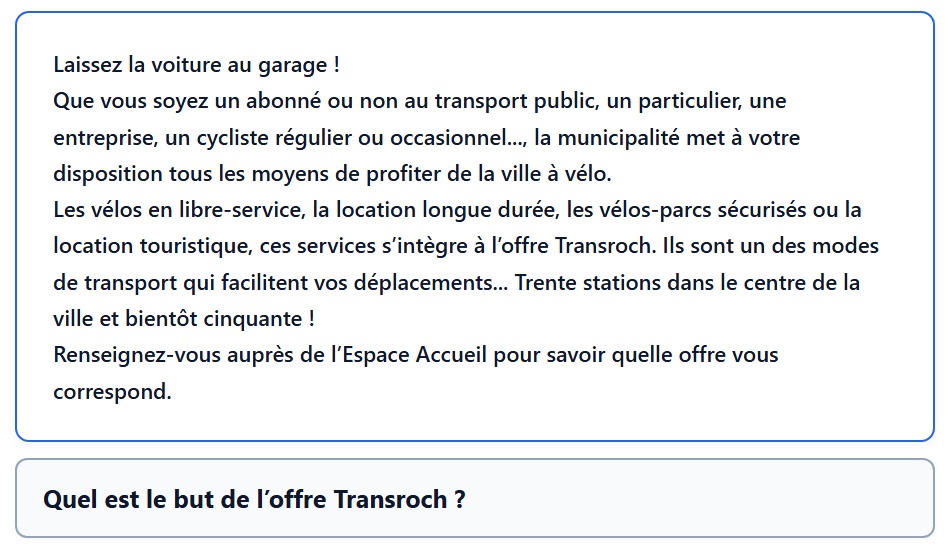 Laissez la voiture au garage !
Que vous soyez un abonné ou non au transport public, un particulier, une
entreprise, un cycliste régulier ou occasionnel..., la municipalité met à votre
disposition tous les moyens de profiter de la ville à vélo.
Les vélos en libre-service, la location longue durée, les vélos-parcs sécurisés ou la
location touristique, ces services s’intègre à l’offre Transroch. Ils sont un des modes
de transport qui facilitent vos déplacements... Trente stations dans le centre de la
ville et bientôt cinquante !
Renseignez-vous auprès de l’Espace Accueil pour savoir quelle offre vous
correspond.
Quel est le but de l’offre Transroch ?